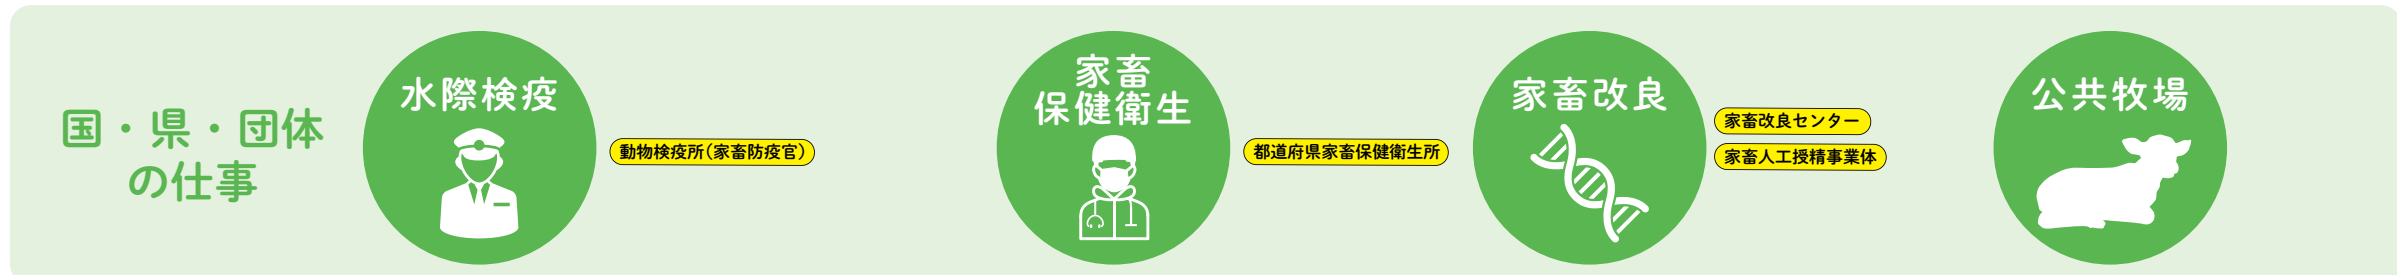 国・県・団体
の仕事
水際検疫
動物検疫所(家畜防疫官)
家畜
保健衛生
都道府県家畜保健衛生所
家畜改良
家畜改良センター
家畜人工授精事業体
公共牧場